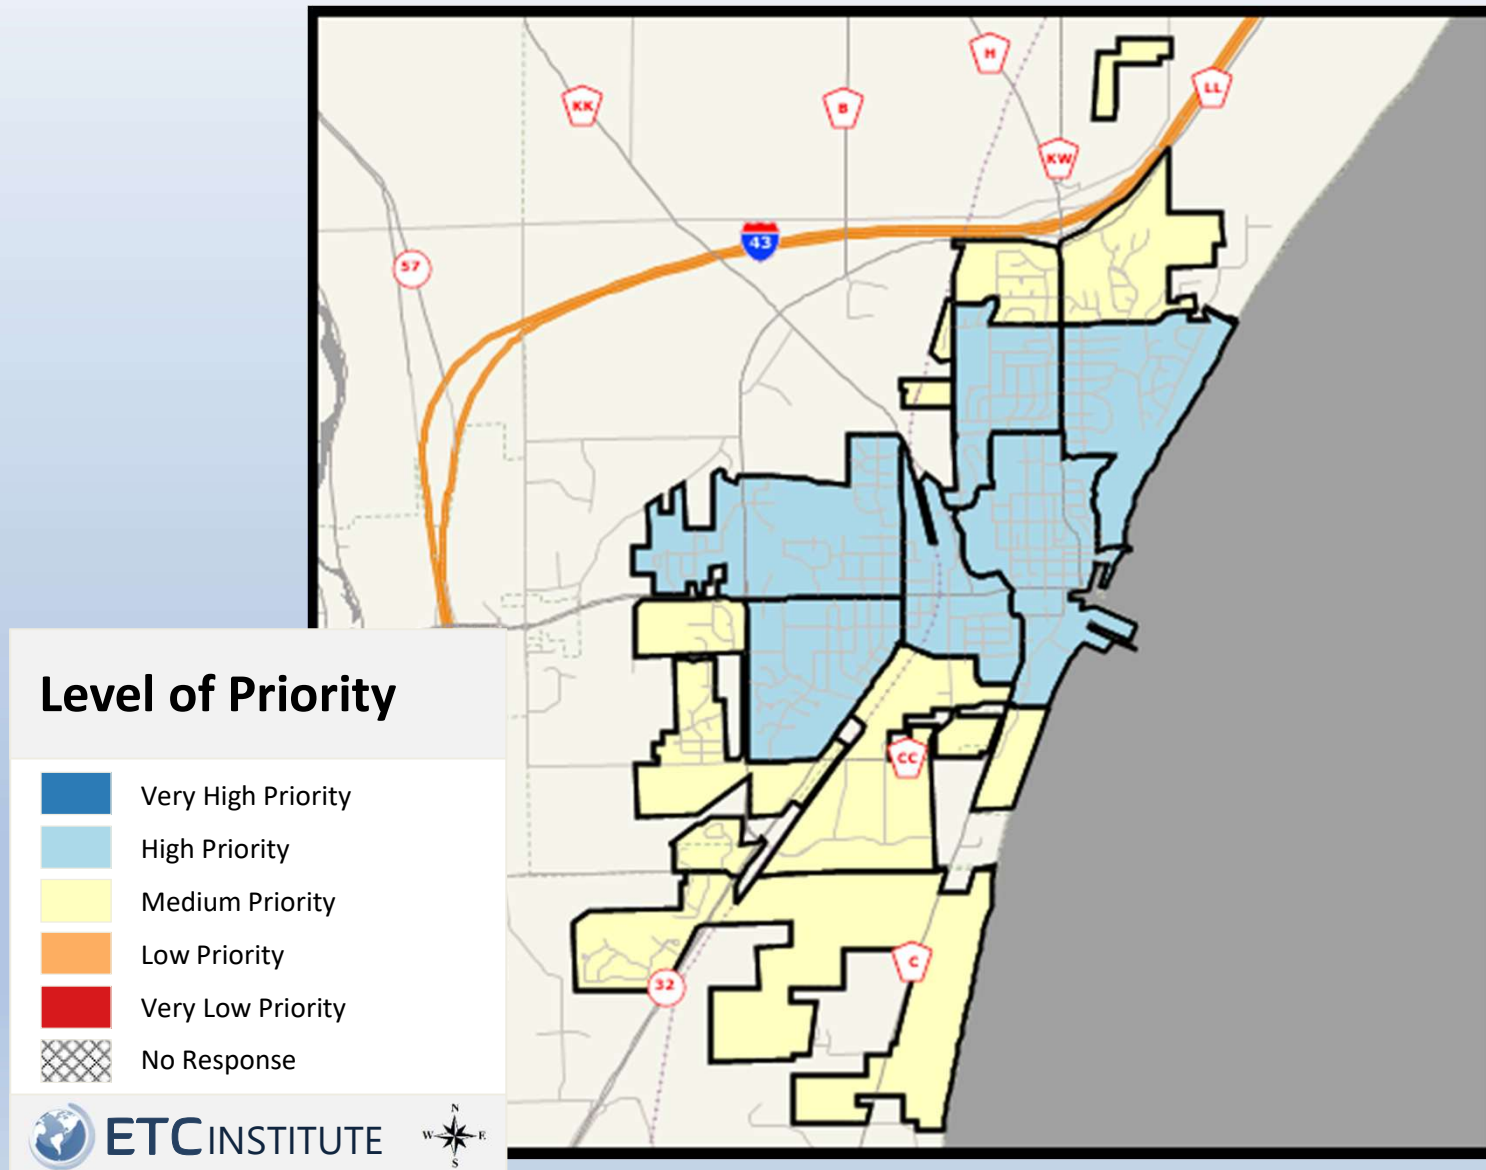 H
LL
KK
B
KW
43
57
CC
C
32
Level of Priority
Very High Priority
High Priority
Medium Priority
Low Priority
Very Low Priority
No Response
ETC INSTITUTE
N
W E
S